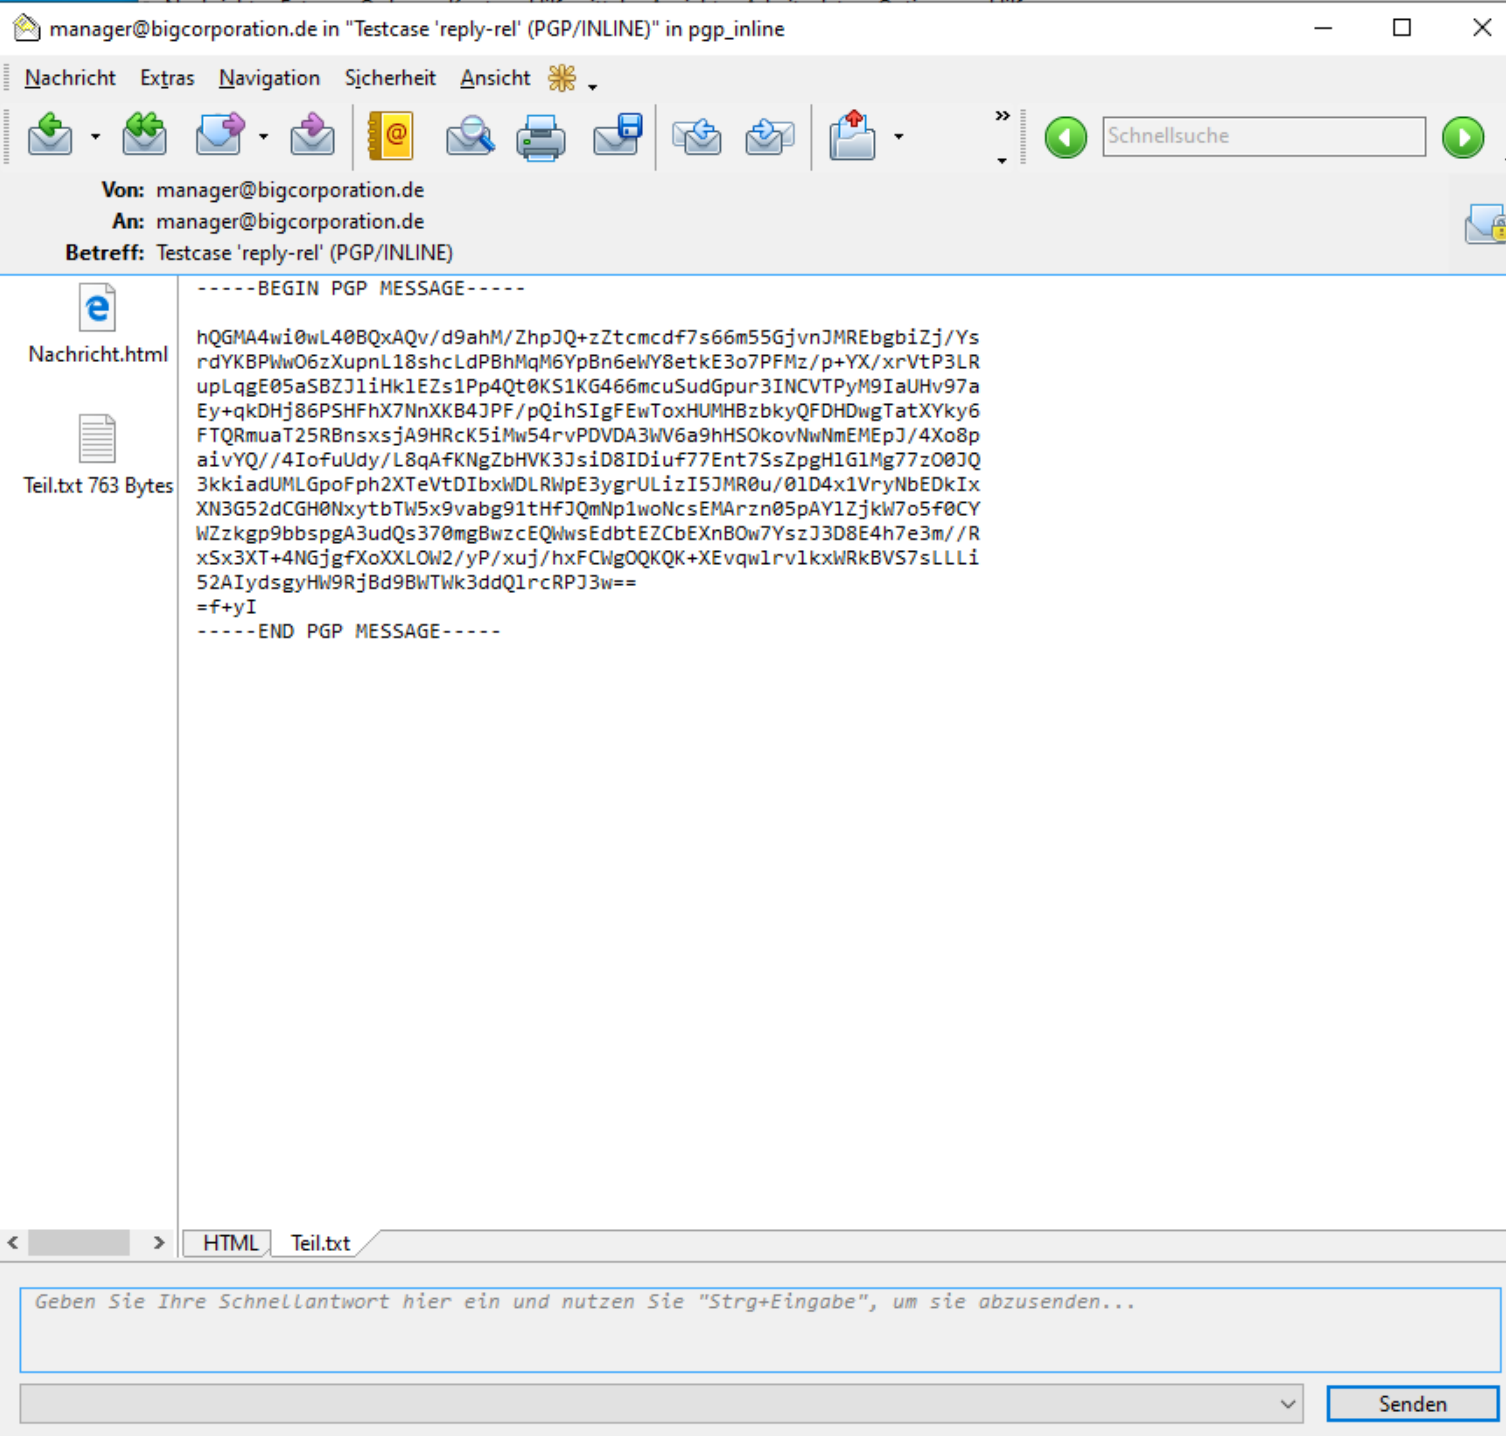 manager@bigcorporation.de in "Testcase 'reply-rel' (PGP/INLINE)" in pgp_inline
Nachricht Extras Navigation Sicherheit Ansicht
Schnellsuche
Von: manager@bigcorporation.de
An: manager@bigcorporation.de
Betreff: Testcase 'reply-rel' (PGP/INLINE)
Nachricht.html
Teil.txt 763 Bytes
-----BEGIN PGP MESSAGE-----
hQGMA4wi0wL40BQxAQv/d9ahM/ZhpJQ+zZtcmcdf7s66m55GjvnJMREbgbiZj/Ys
rdYKBPWwO6zXupnL18shcLdPBhMqM6YpBn6eWY8etkE3o7PFMz/p+YX/xrVtP3LR
upLqgE05aSBZJliHklEZs1Pp4Qt0KS1KG466mcuSudGpur3INCVTPyM9IaUHv97a
Ey+qkDHj86PSHFhX7NnXKB4JPF/pQihSIgFEwToxHUMHBzbkyQFDHDwgTatXYky6
FTQRmuaT25RBnsxsjA9HRcK5iMw54rvPDVDA3WV6a9hHSOkovNwNmEMEpJ/4Xo8p
aivYQ//4IofuUdy/L8qAfKNgZbHVK3JsiD8IDiuf77Ent7SsZpgHlGlMg77zO0JQ
3kkiadUMLGpoFph2XTeVtDIbxWDLRWpE3ygrULizI5JMR0u/0lD4x1VryNbEDkIx
XN3G52dCGH0NxytbTW5x9vabg91tHfJQmNp1woNcsEMArzn05pAYlZjkW7o5f0CY
WZzkgp9bbspgA3udQs370mgBwzcEQWwsEdbtEZCbEXnBOw7YszJ3D8E4h7e3m//R
xSx3XT+4NGjgfXoXXLOW2/yP/xuj/hxFCWgOQKQK+XEvqwlrvlkxWRkBVS7sLLLi
52AIydsgyHW9RjBd9BWTWk3ddQlrcRPJ3w==
=f+yI
-----END PGP MESSAGE-----
HTML Teil.txt
Geben Sie Ihre Schnellantwort hier ein und nutzen Sie "Strg+Eingabe", um sie abzusenden...
Senden